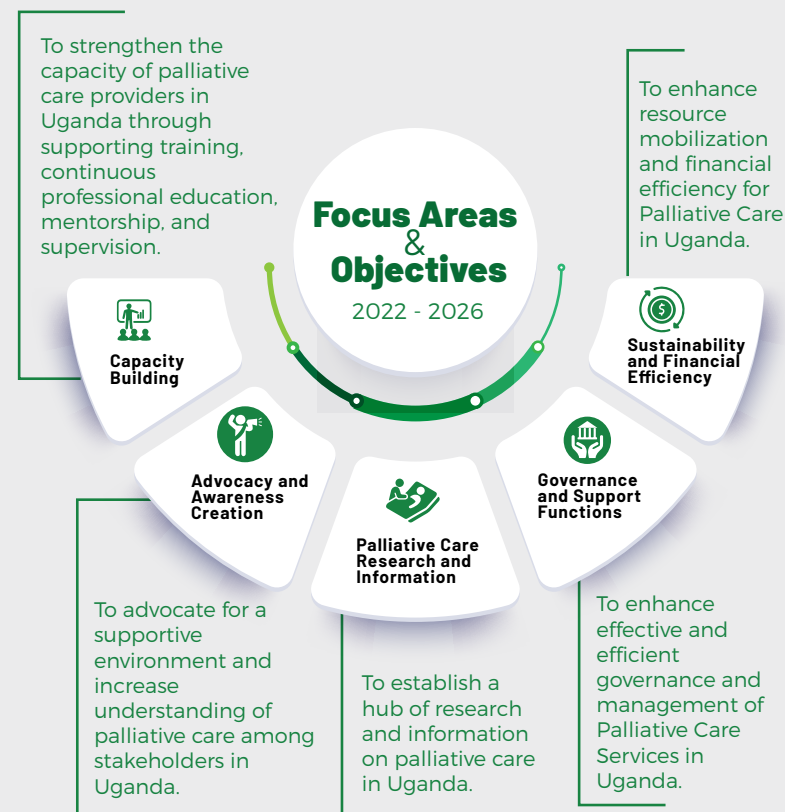 Focus Areas
&
Objectives
2022 - 2026
To strengthen the
capacity of palliative
care providers in
Uganda through
supporting training,
continuous
professional education,
mentorship, and
supervision.
Capacity
Building
Advocacy and
Awareness
Creation
To advocate for a
supportive
environment and
increase
understanding of
palliative care among
stakeholders in
Uganda.
Palliative Care
Research and
Information
To establish a
hub of research
and information
on palliative care
in Uganda.
Governance
and Support
Functions
To enhance
effective and
efficient
governance and
management of
Palliative Care
Services in
Uganda.
To enhance
resource
mobilization
and financial
efficiency for
Palliative Care
in Uganda.
$
Sustainability
and Financial
Efficiency